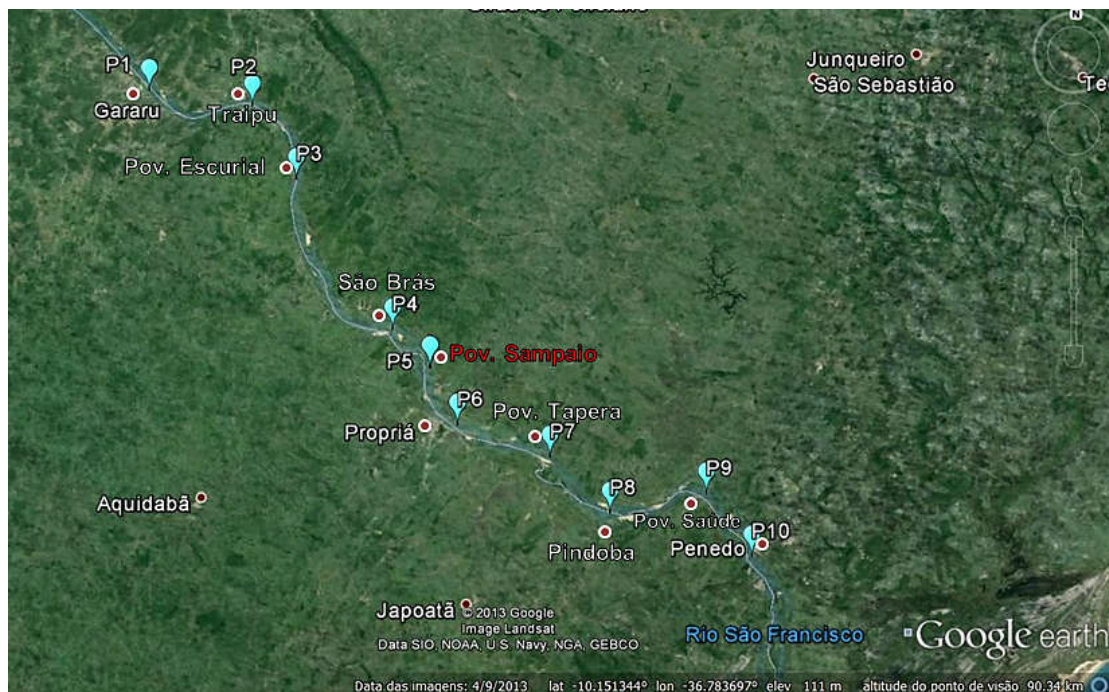 N
Junqueiro
São Sebastião
Te
P1
P2
Gararu
Traipu
P3
Pov. Escurial
São Brás
P4
P5
Pov. Sampaio
P6
Pov. Tapera
Propriá
P7
P9
Aquidabã
P8
Pov. Saúde
P10
Pindoba
Penedo
Japoatã
© 2013 Google
Image Landsat
Data SIO, NOAA, U.S. Navy, NGA, GEBCO
Rio São Francisco
Google earth
Data das imagens: 4/9/2013 lat -10.151344° lon -36.783697° elev 111 m altitude do ponto de visão 90.34 km